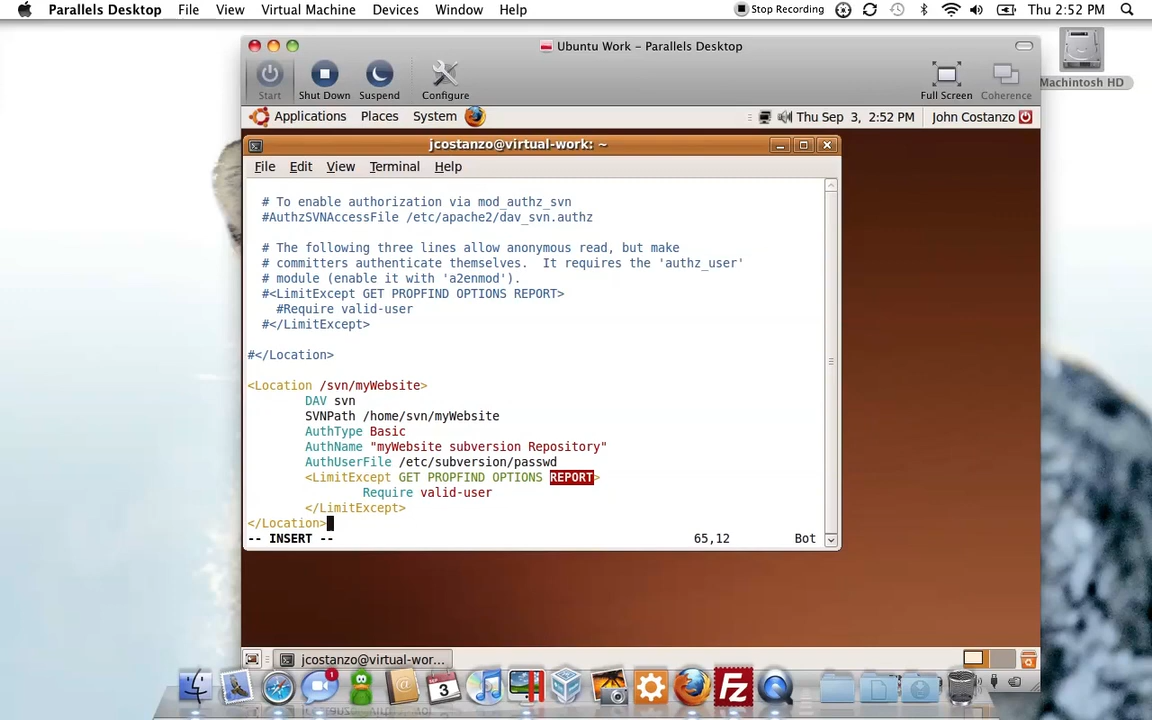 Parallels Desktop File View Virtual Machine Devices Window Help Stop Recording Thu 2:52 PM
Ubuntu Work – Parallels Desktop
Start Shut Down Suspend Configure Full Screen Coherence
Machintosh HD
Applications Places System Thu Sep 3, 2:52 PM John Costanzo
jcostanzo@virtual-work: ~
File Edit View Terminal Help
# To enable authorization via mod_authz_svn
#AuthzSVNAccessFile /etc/apache2/dav_svn.authz
# The following three lines allow anonymous read, but make
# committers authenticate themselves.  It requires the 'authz_user'
# module (enable it with 'a2enmod').
#<LimitExcept GET PROPFIND OPTIONS REPORT>
#Require valid-user
#</LimitExcept>
#</Location>
<Location /svn/myWebsite>
DAV svn
SVNPath /home/svn/myWebsite
AuthType Basic
AuthName "myWebsite subversion Repository"
AuthUserFile /etc/subversion/passwd
<LimitExcept GET PROPFIND OPTIONS REPORT>
Require valid-user
</LimitExcept>
</Location>
-- INSERT -- 65,12 Bot
jcostanzo@virtual-wor...
1
SEP
3
Fz